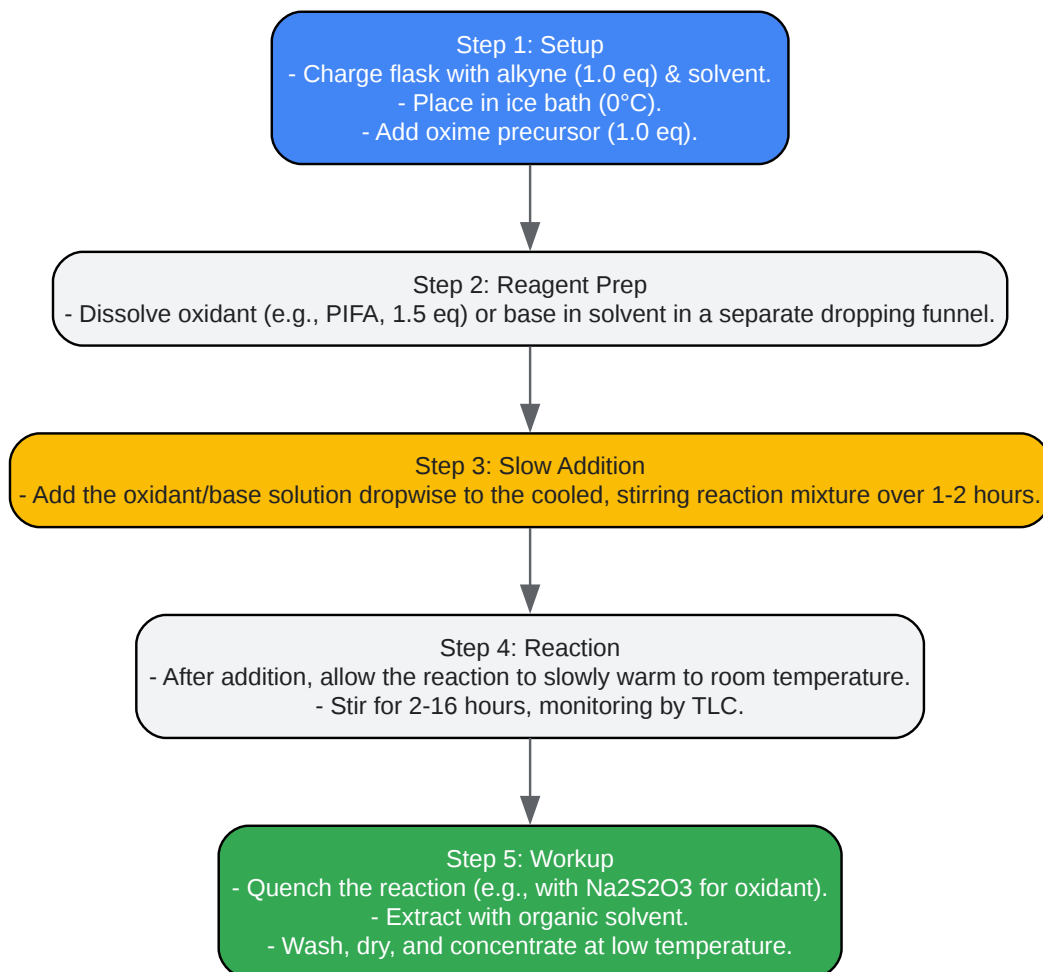 Step 1: Setup
- Charge flask with alkyne (1.0 eq) & solvent.
- Place in ice bath (0°C).
- Add oxime precursor (1.0 eq).
Step 2: Reagent Prep
- Dissolve oxidant (e.g., PIFA, 1.5 eq) or base in solvent in a separate dropping funnel.
Step 3: Slow Addition
- Add the oxidant/base solution dropwise to the cooled, stirring reaction mixture over 1-2 hours.
Step 4: Reaction
- After addition, allow the reaction to slowly warm to room temperature.
- Stir for 2-16 hours, monitoring by TLC.
Step 5: Workup
- Quench the reaction (e.g., with Na2S2O3 for oxidant).
- Extract with organic solvent.
- Wash, dry, and concentrate at low temperature.